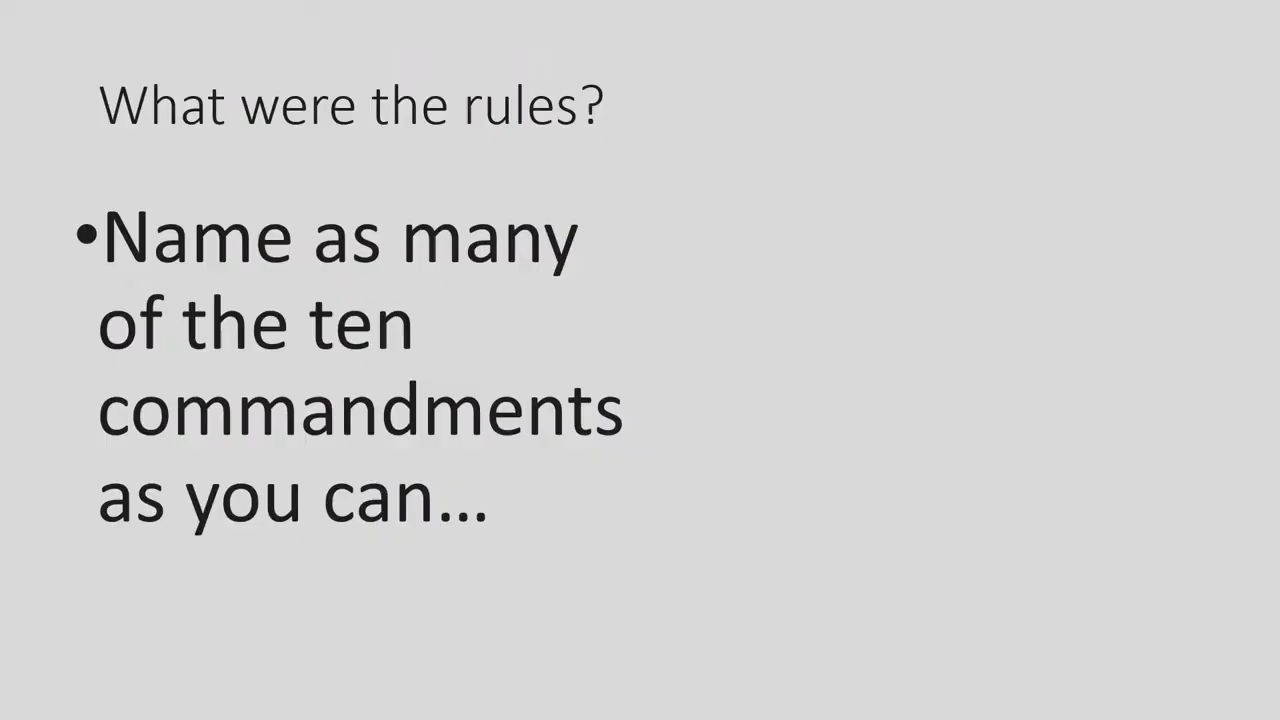 What were the rules?
•Name as many
of the ten
commandments
as you can...